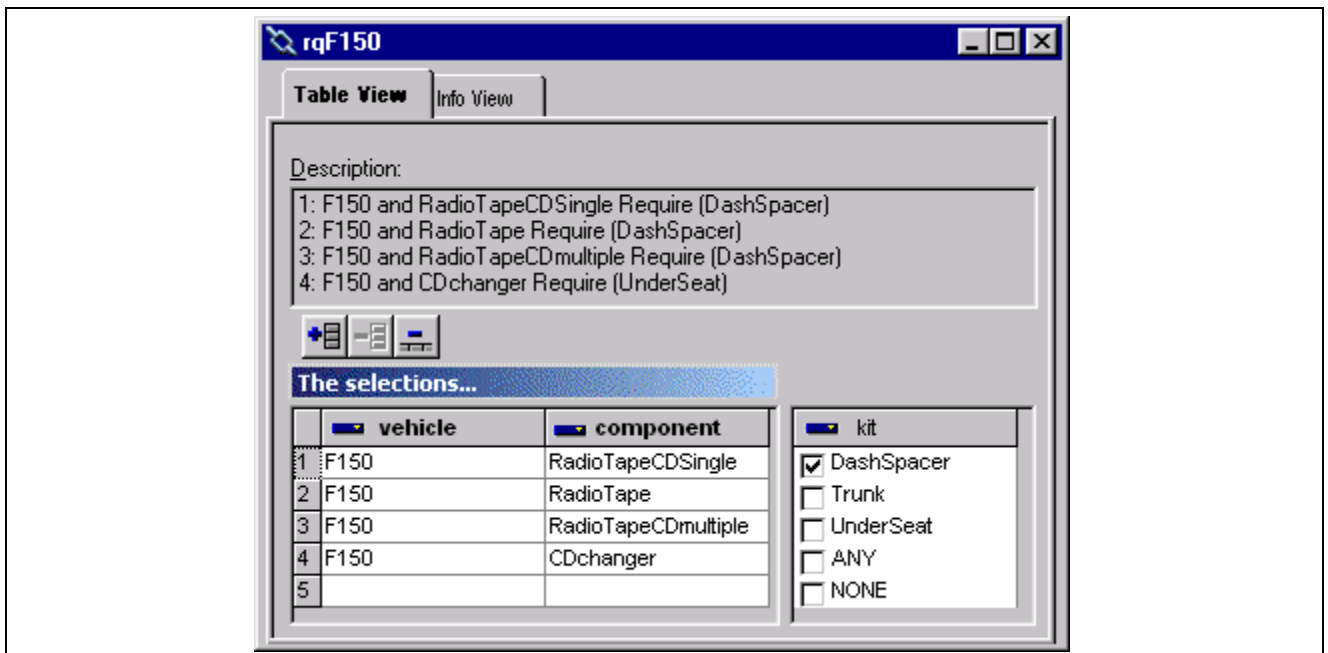 rqF150
Table View Info View
Description:
1: F150 and RadioTapeCDSingle Require (DashSpacer)
2: F150 and RadioTape Require (DashSpacer)
3: F150 and RadioTapeCDmultiple Require (DashSpacer)
4: F150 and CDchanger Require (UnderSeat)
The selections...
vehicle component kit
1 F150 RadioTapeCDSingle DashSpacer
2 F150 RadioTape Trunk
3 F150 RadioTapeCDmultiple UnderSeat
4 F150 CDchanger ANY
5 NONE